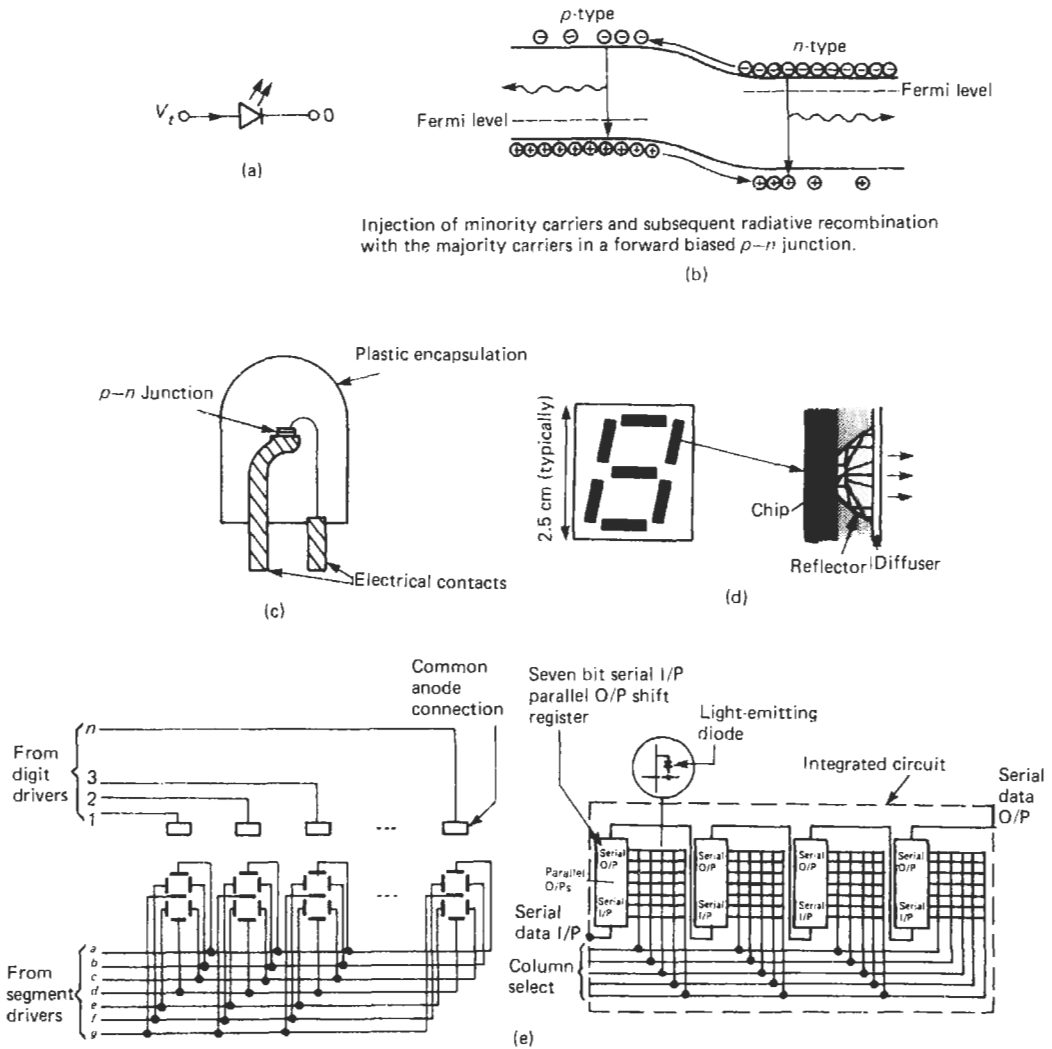 p-type
n-type
V_t
0
Fermi level
Fermi level
(a)
Injection of minority carriers and subsequent radiative recombination
with the majority carriers in a forward biased p–n junction.
(b)
Plastic encapsulation
p–n Junction
Electrical contacts
(c)
2.5 cm (typically)
Chip
Reflector
Diffuser
(d)
Common
anode
connection
From
digit
drivers
n
3
2
1
From
segment
drivers
a
b
c
d
e
f
g
Seven bit serial I/P
parallel O/P shift
register
Light-emitting
diode
Integrated circuit
Serial
data
O/P
Serial
O/P
Serial
I/P
Serial
O/P
Serial
I/P
Serial
O/P
Serial
I/P
Serial
O/P
Serial
I/P
Parallel
O/Ps
Serial
data I/P
Column
select
(e)